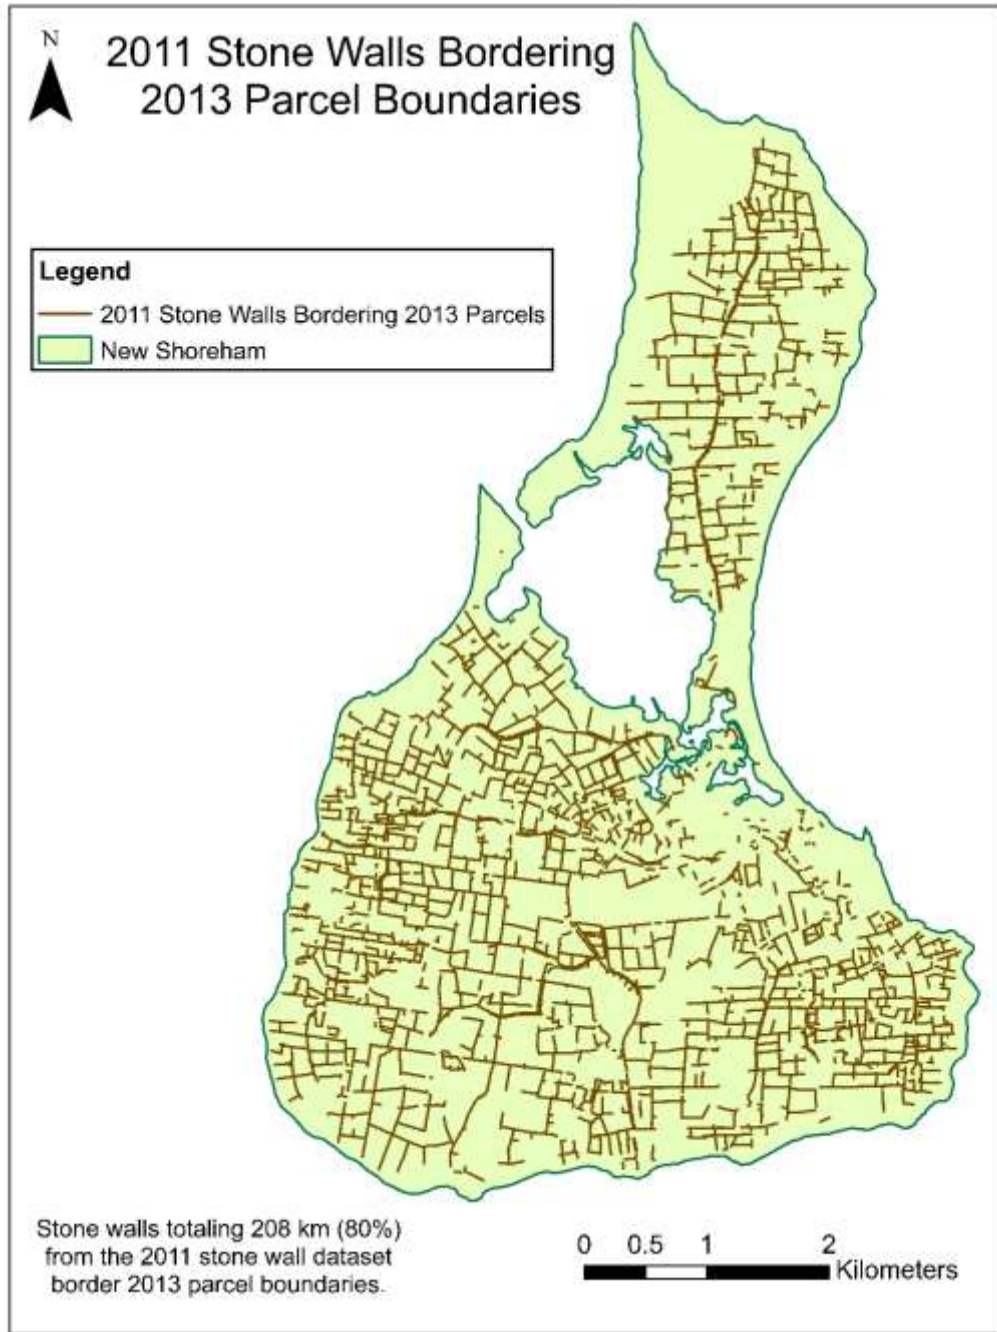 N
2011 Stone Walls Bordering
2013 Parcel Boundaries
Legend
2011 Stone Walls Bordering 2013 Parcels
New Shoreham
Stone walls totaling 208 km (80%)
from the 2011 stone wall dataset
border 2013 parcel boundaries.
0 0.5 1 2
Kilometers